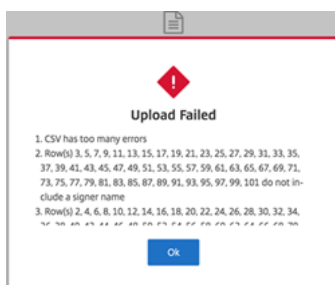 Upload Failed
1. CSV has too many errors
2. Row(s) 3, 5, 7, 9, 11, 13, 15, 17, 19, 21, 23, 25, 27, 29, 31, 33, 35,
37, 39, 41, 43, 45, 47, 49, 51, 53, 55, 57, 59, 61, 63, 65, 67, 69, 71,
73, 75, 77, 79, 81, 83, 85, 87, 89, 91, 93, 95, 97, 99, 101 do not in-
clude a signer name
3. Row(s) 2, 4, 6, 8, 10, 12, 14, 16, 18, 20, 22, 24, 26, 28, 30, 32, 34,
Ok